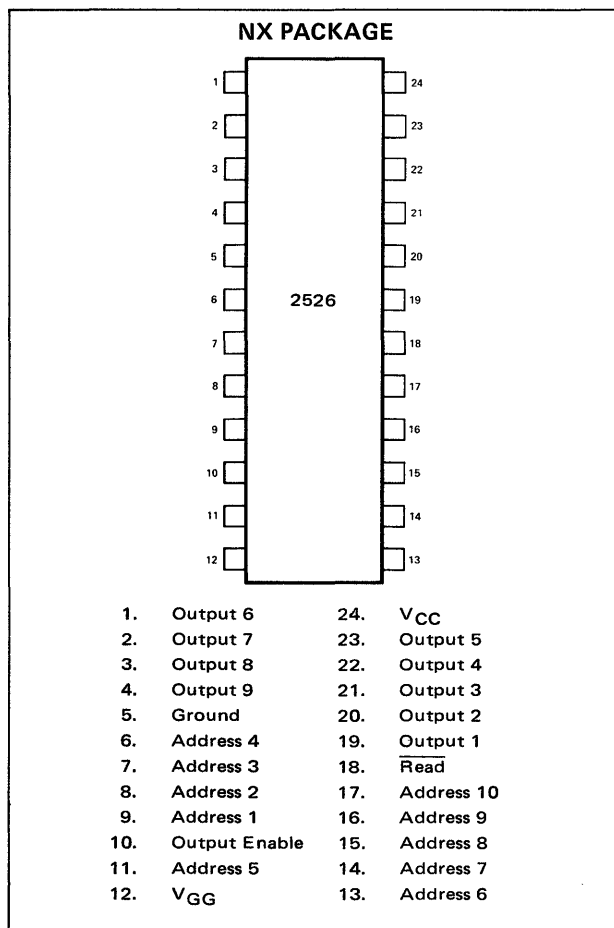 NX PACKAGE
1 24
2 23
3 22
4 21
5 20
6 2526 19
7 18
8 17
9 16
10 15
11 14
12 13
1. Output 6 24. VCC
2. Output 7 23. Output 5
3. Output 8 22. Output 4
4. Output 9 21. Output 3
5. Ground 20. Output 2
6. Address 4 19. Output 1
7. Address 3 18. Read
8. Address 2 17. Address 10
9. Address 1 16. Address 9
10. Output Enable 15. Address 8
11. Address 5 14. Address 7
12. VGG 13. Address 6